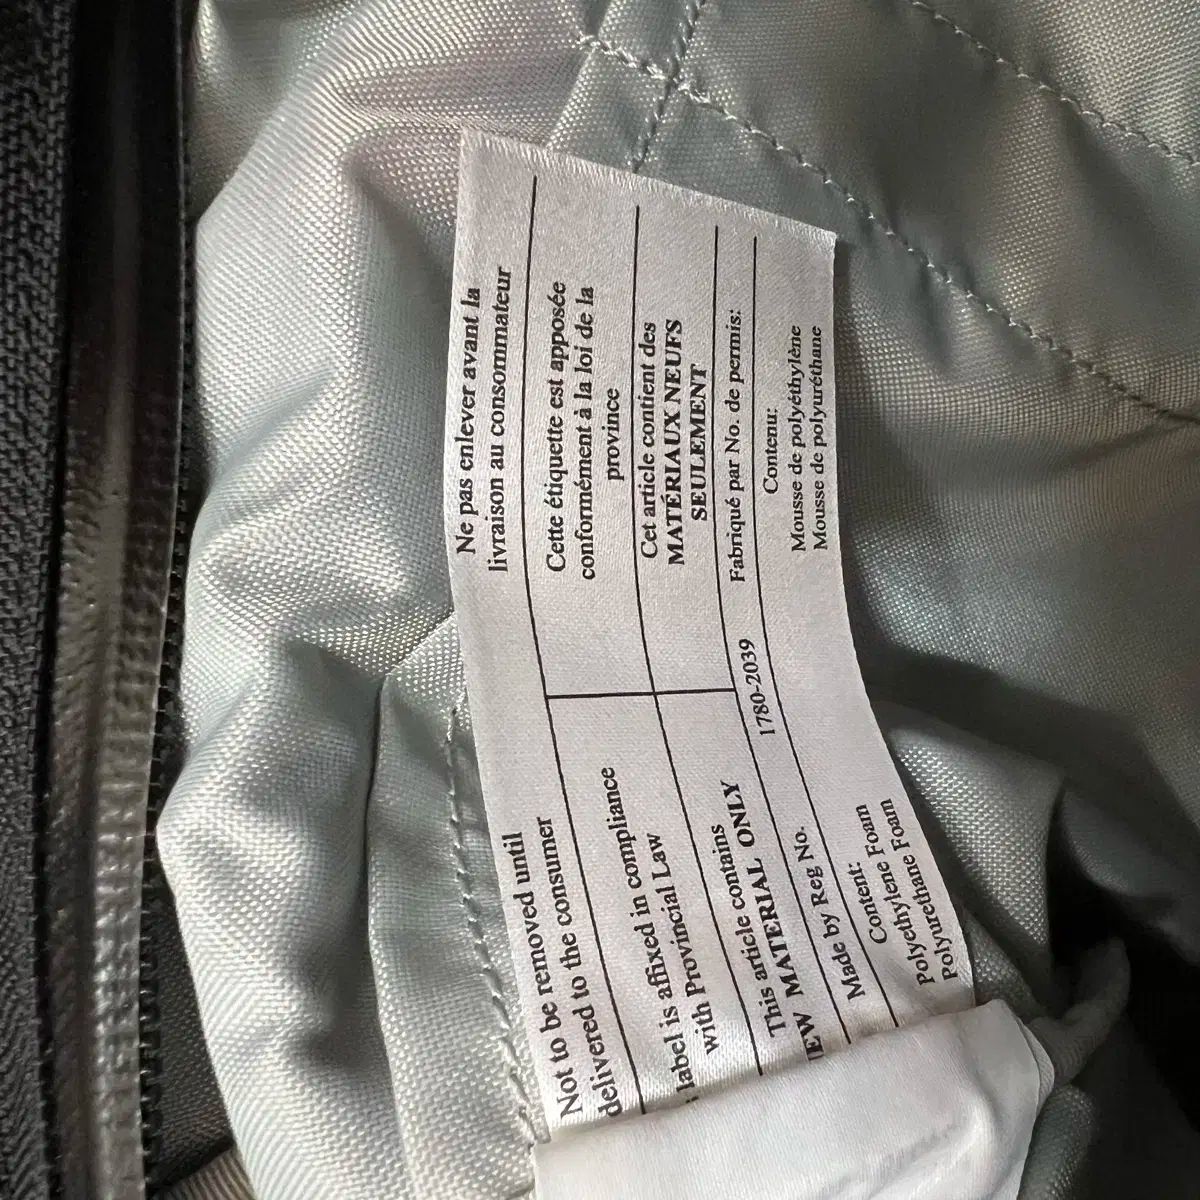 Not to be removed until
delivered to the consumer
Ne pas enlever avant la
livraison au consommateur
label is affixed in compliance
with Provincial Law
Cette étiquette est apposée
conformément à la loi de la
province
This article contains
MATERIAL ONLY
Cet article contient des
MATÉRIAUX NEUFS
SEULEMENT
Made by Reg No.
1780-2039
Fabriqué par No. de permis:
Content:
Polyethylene Foam
Polyurethane Foam
Contenu:
Mousse de polyéthylène
Mousse de polyuréthane